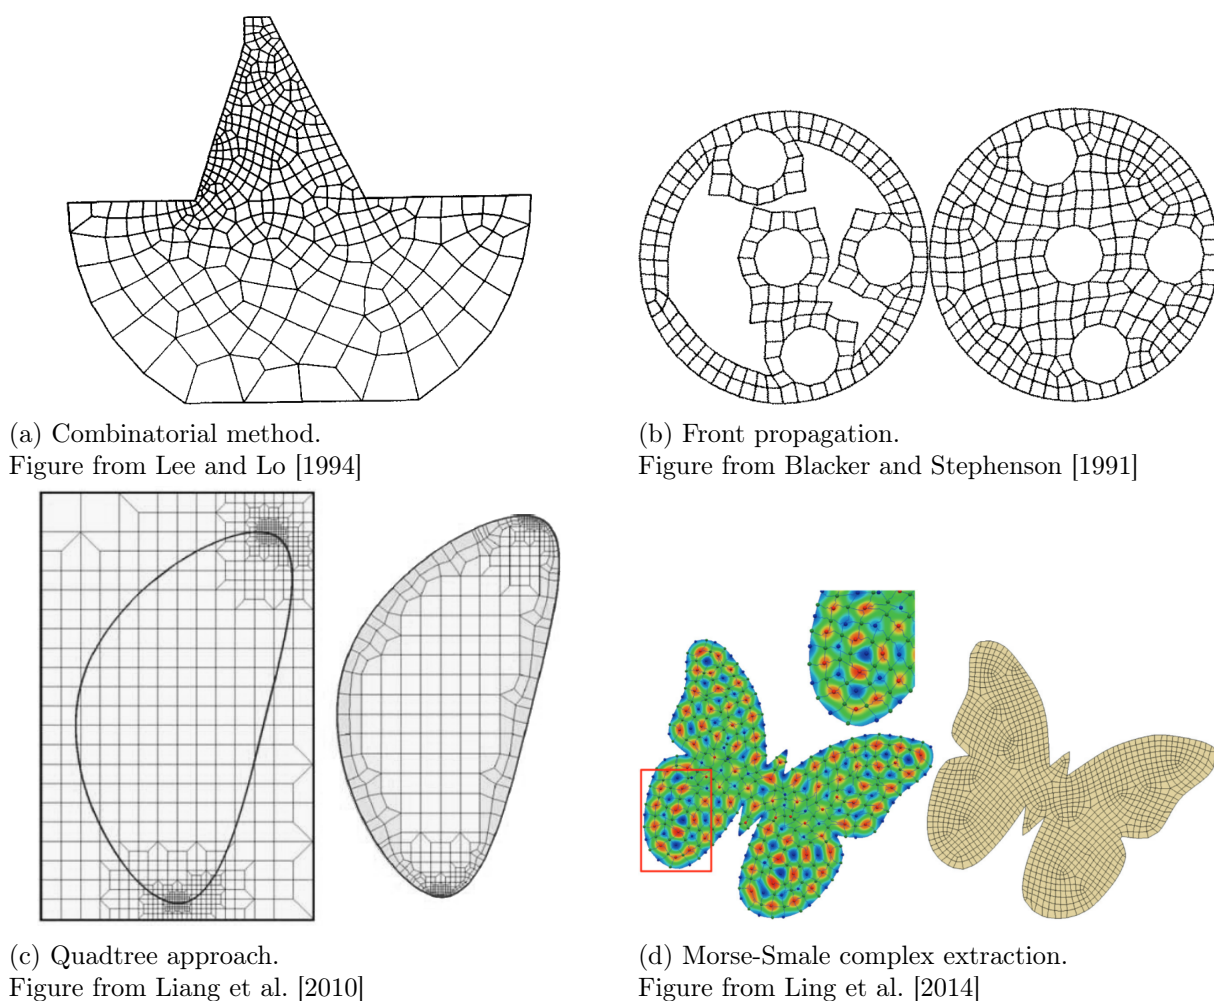 (a) Combinatorial method.
Figure from Lee and Lo [1994]
(b) Front propagation.
Figure from Blacker and Stephenson [1991]
(c) Quadtree approach.
Figure from Liang et al. [2010]
(d) Morse-Smale complex extraction.
Figure from Ling et al. [2014]